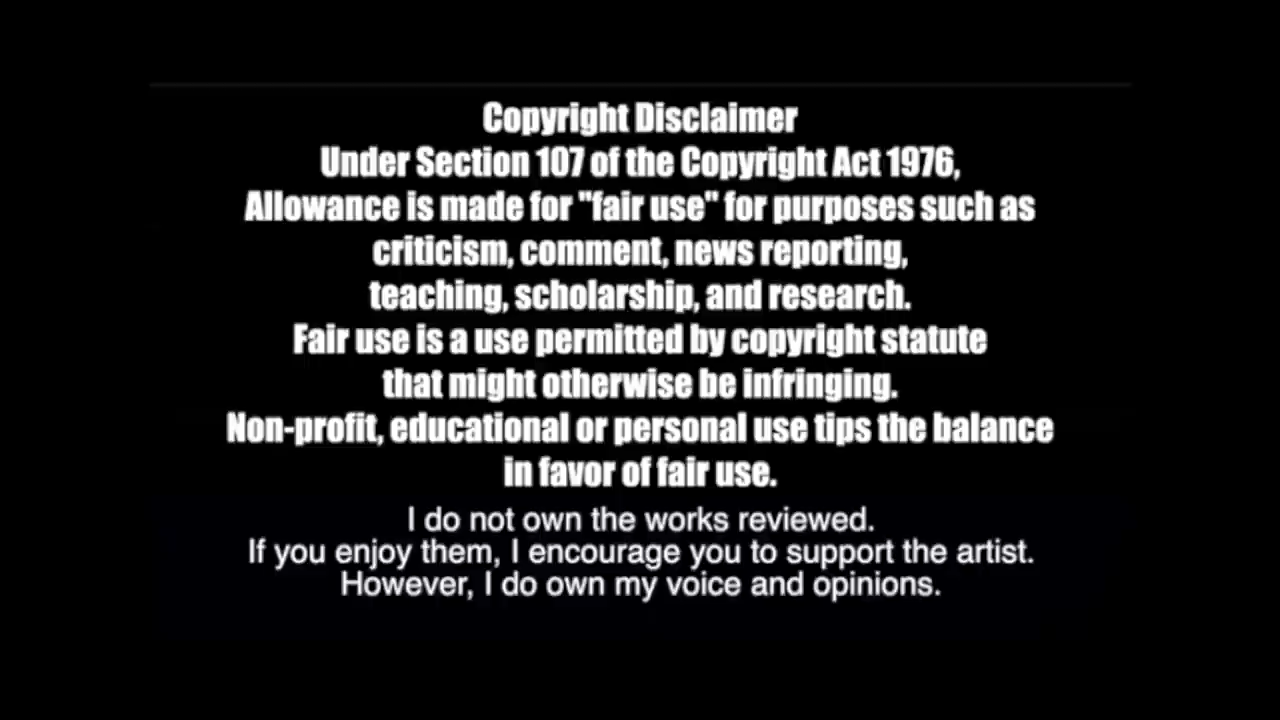 Copyright Disclaimer
Under Section 107 of the Copyright Act 1976,
Allowance is made for "fair use" for purposes such as
criticism, comment, news reporting,
teaching, scholarship, and research.
Fair use is a use permitted by copyright statute
that might otherwise be infringing.
Non-profit, educational or personal use tips the balance
in favor of fair use.
I do not own the works reviewed.
If you enjoy them, I encourage you to support the artist.
However, I do own my voice and opinions.